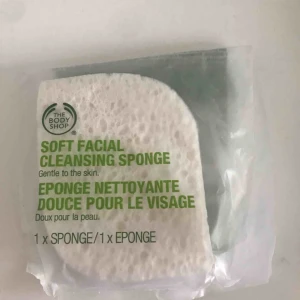 THE
BODY
SHOP
SOFT FACIAL
CLEANSING SPONGE
Gentle to the skin.
EPONGE NETTOYANTE
DOUCE POUR LE VISAGE
Doux pour la peau.
1 x SPONGE/1 x EPONGE